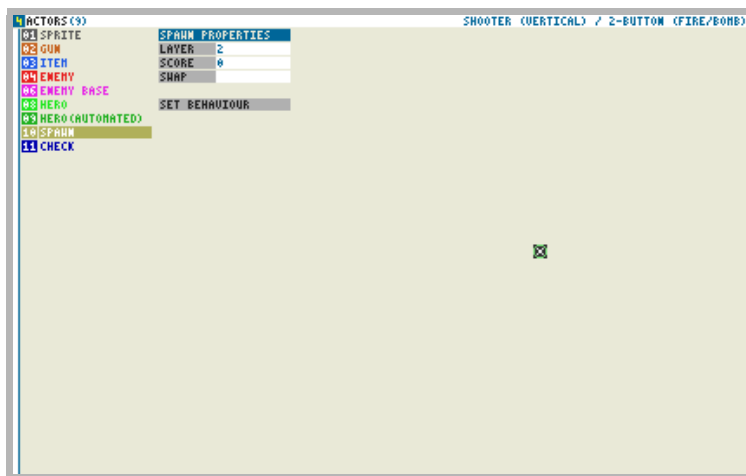 4 ACTORS(9)
SHOOTER (VERTICAL) / 2-BUTTON (FIRE/BOMB)
01 SPRITE
02 GUN
03 ITEM
04 ENEMY
06 ENEMY BASE
08 HERO
09 HERO(AUTOMATED)
10 SPAWN
11 CHECK
SPAWN PROPERTIES
LAYER 2
SCORE 0
SWAP
SET BEHAVIOUR